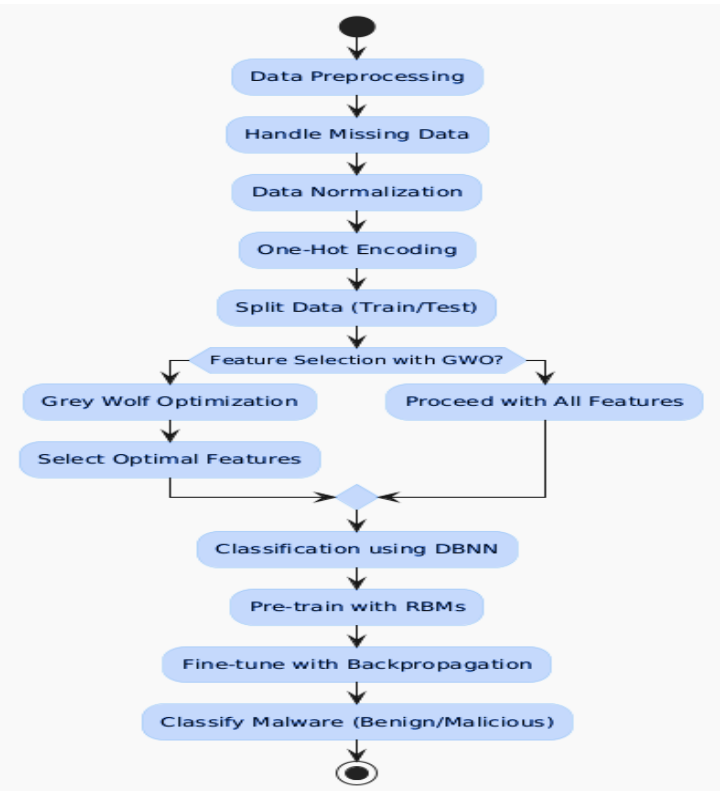 Data Preprocessing
Handle Missing Data
Data Normalization
One-Hot Encoding
Split Data (Train/Test)
Feature Selection with GWO?
Grey Wolf Optimization
Proceed with All Features
Select Optimal Features
Classification using DBNN
Pre-train with RBMs
Fine-tune with Backpropagation
Classify Malware (Benign/Malicious)